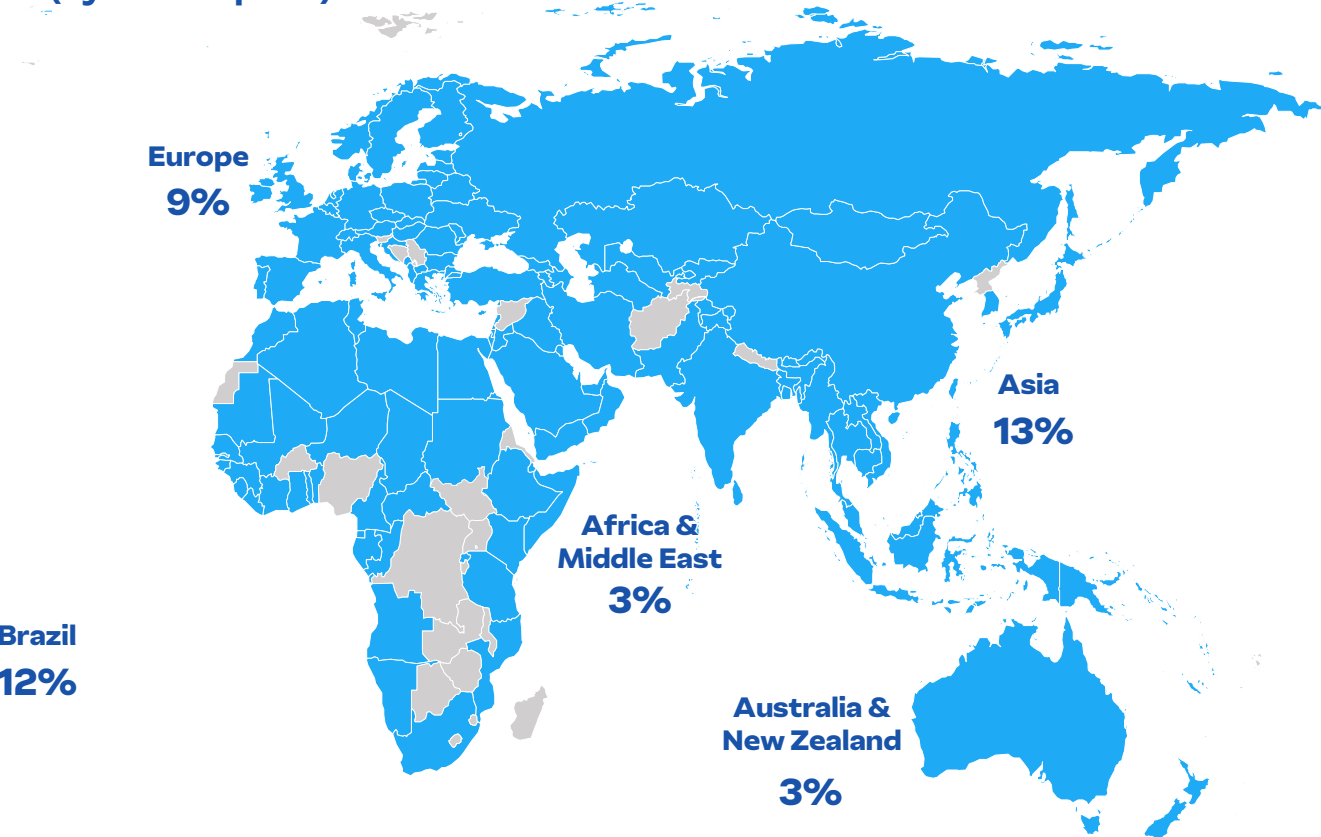 Europe
9%
Asia
13%
Africa &
Middle East
3%
Brazil
12%
Australia &
New Zealand
3%